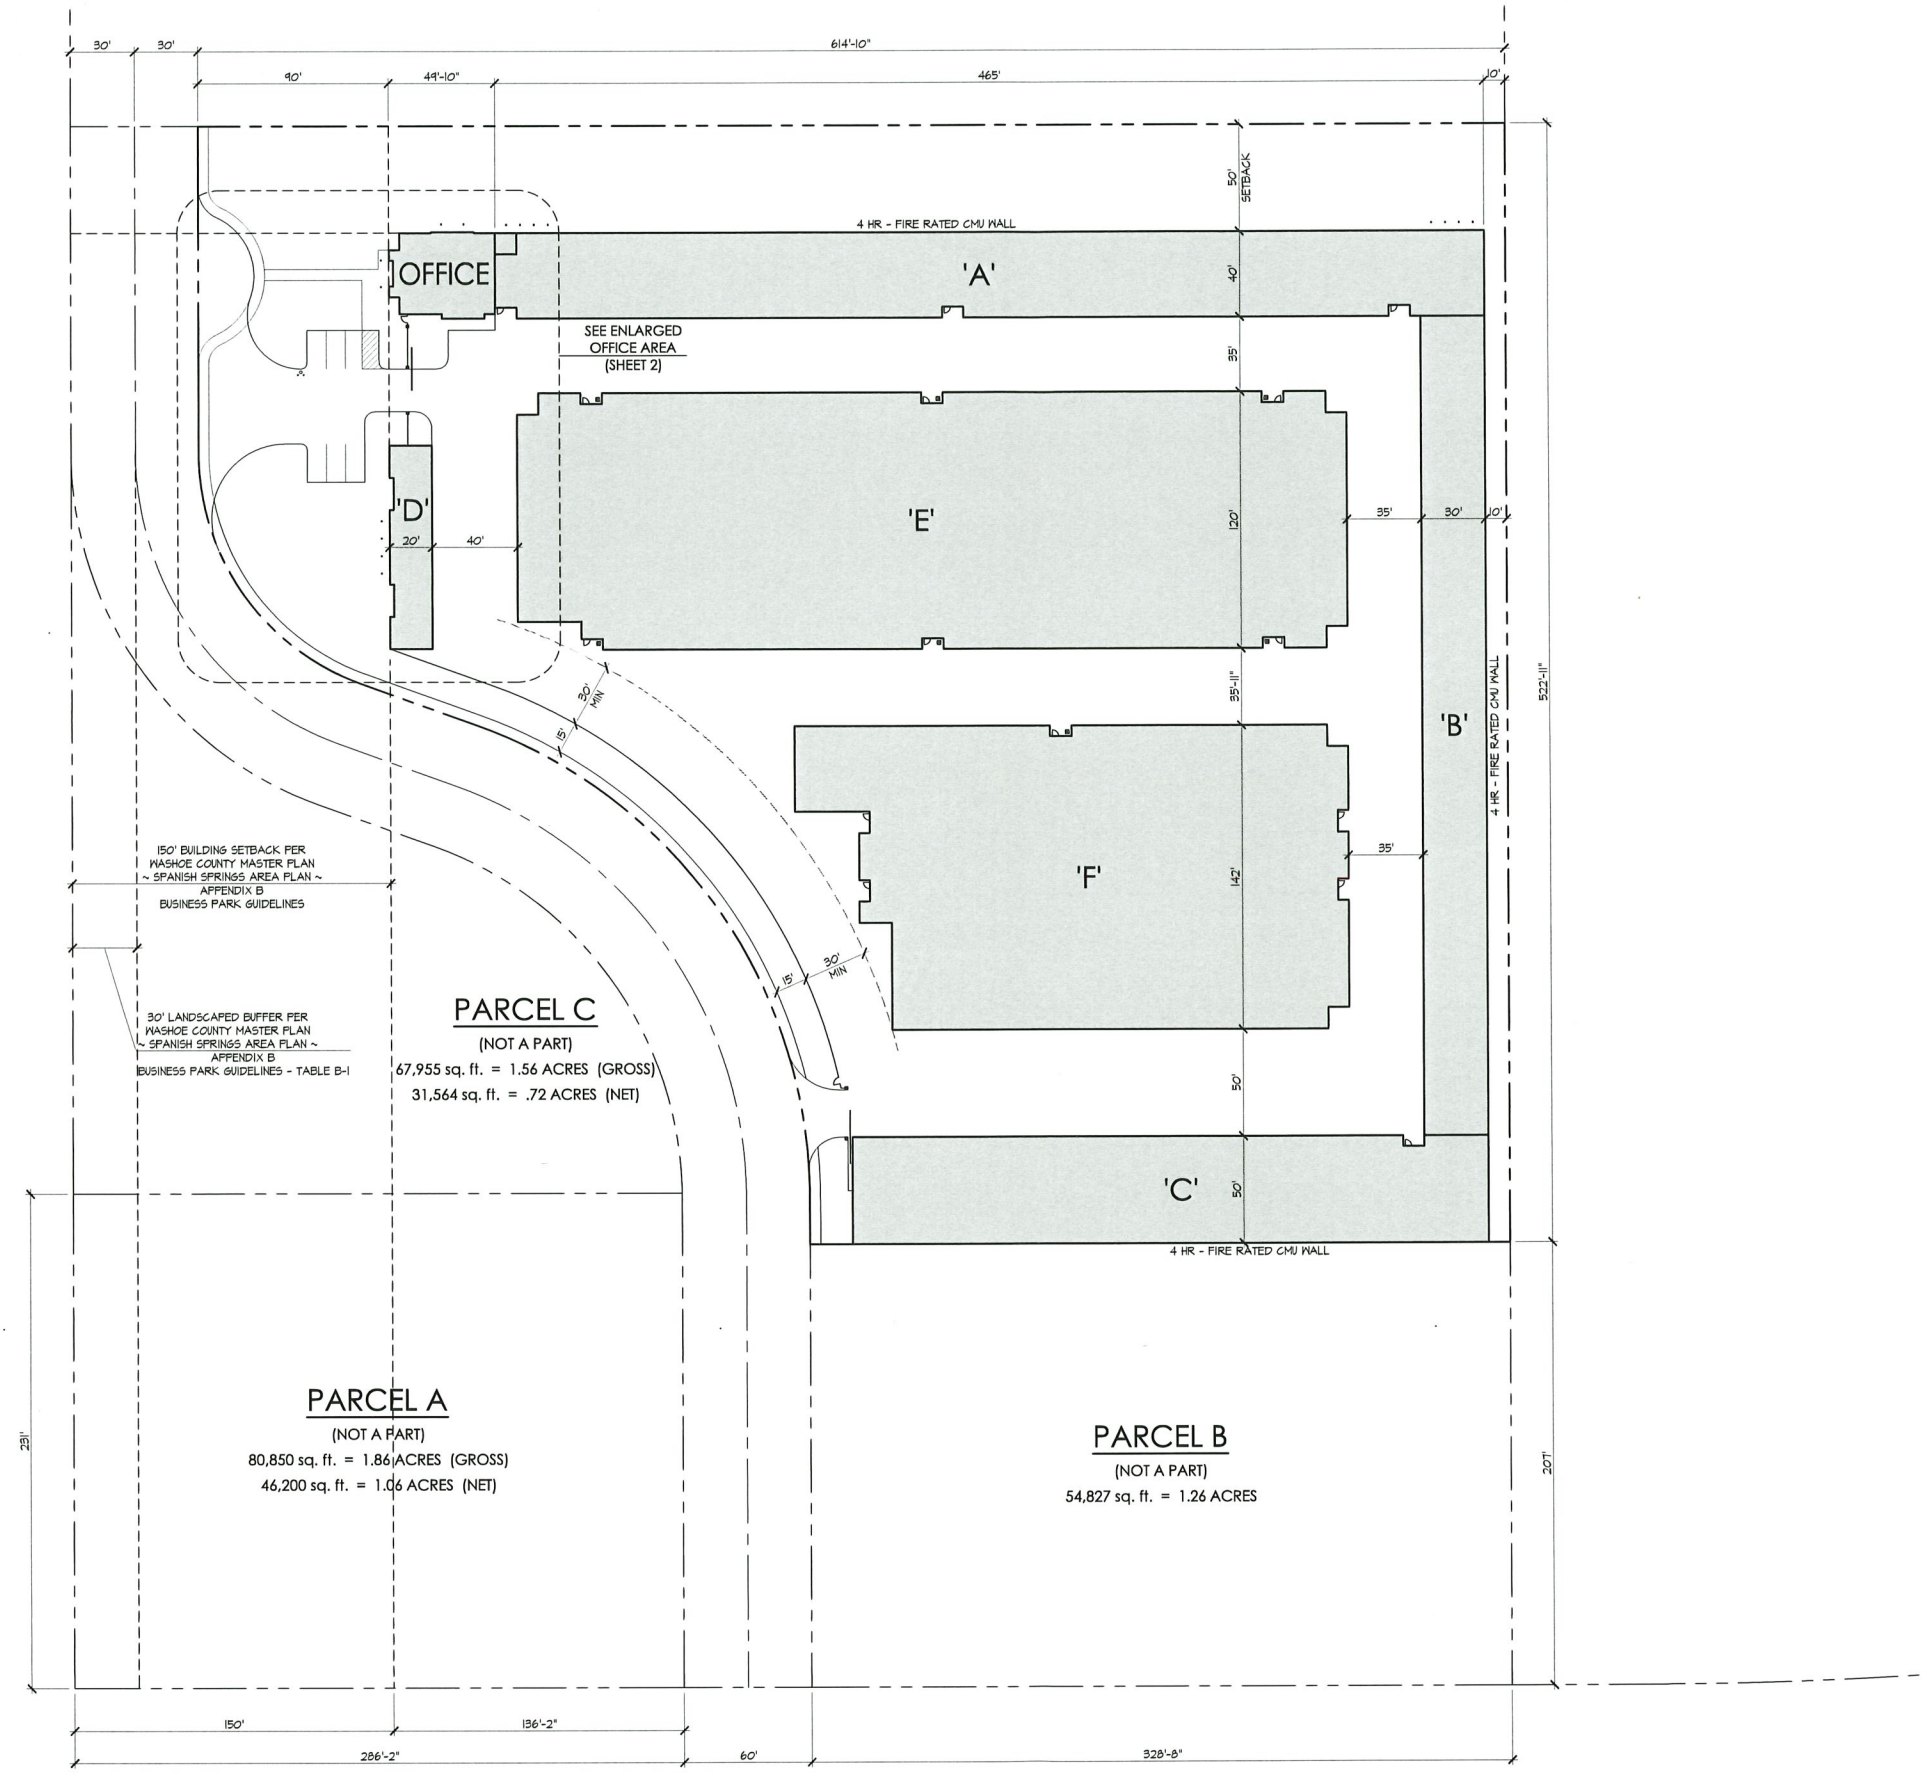 30'
30'
614'-10"
90'
49'-10"
465'
10'
50'
SETBACK
4 HR - FIRE RATED CMU WALL
OFFICE
'A'
40'
SEE ENLARGED
OFFICE AREA
(SHEET 2)
35'
'D'
'E'
120'
35'
30'
10'
20'
40'
4 HR - FIRE RATED CMU WALL
522'-11"
30'
MIN
15'
35'-11"
'B'
150' BUILDING SETBACK PER
WASHOE COUNTY MASTER PLAN
~ SPANISH SPRINGS AREA PLAN ~
APPENDIX B
BUSINESS PARK GUIDELINES
35'
'F'
142'
15'
30'
MIN
30' LANDSCAPED BUFFER PER
WASHOE COUNTY MASTER PLAN
~ SPANISH SPRINGS AREA PLAN ~
APPENDIX B
BUSINESS PARK GUIDELINES - TABLE B-1
PARCEL C
(NOT A PART)
67,955 sq. ft. = 1.56 ACRES (GROSS)
31,564 sq. ft. = .72 ACRES (NET)
50'
'C'
50'
4 HR - FIRE RATED CMU WALL
231'
PARCEL A
(NOT A PART)
80,850 sq. ft. = 1.86 ACRES (GROSS)
46,200 sq. ft. = 1.06 ACRES (NET)
PARCEL B
(NOT A PART)
54,827 sq. ft. = 1.26 ACRES
207'
150'
136'-2"
286'-2"
60'
328'-8"